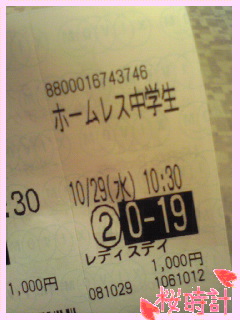 8800016743746
ホームレス中学生
:30
10/29(水) 10:30
② 0-19
レディスデイ
1,000円
1,000円
081029 1061012
桜時計